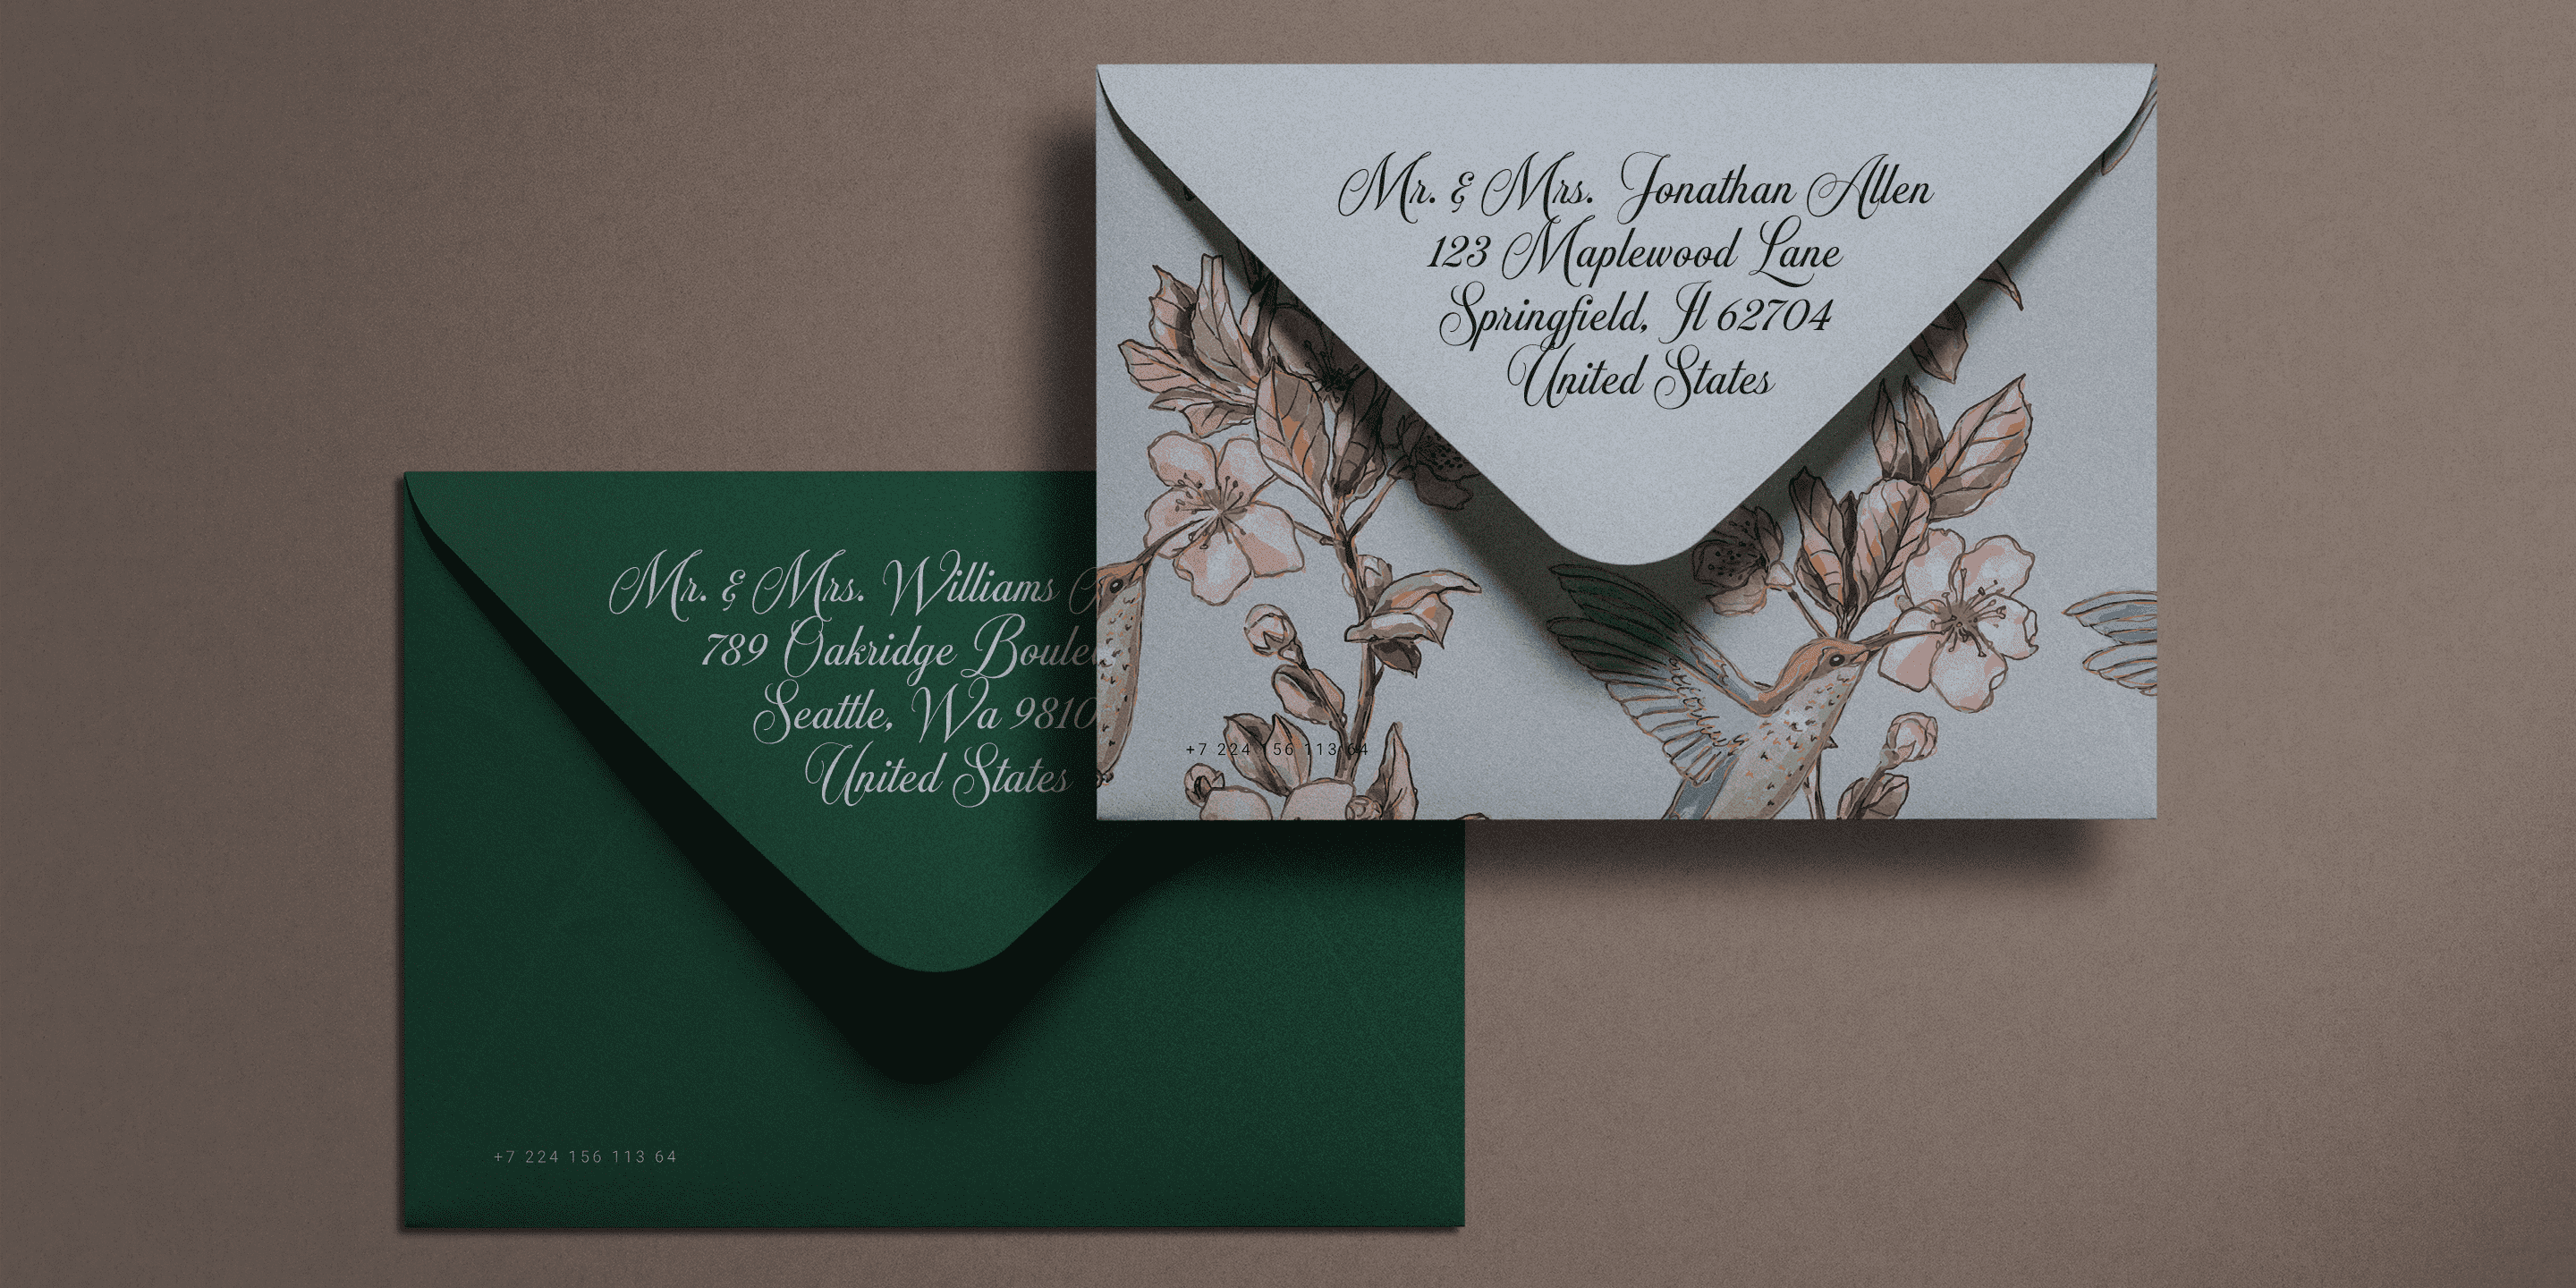 Mr. & Mrs. Jonathan Allen
123 Maplewood Lane
Springfield, Il 62704
United States
+7 224 156 113 64
Mr. & Mrs. Williams
789 Oakridge
Seattle, Wa
United States
+7 224 156 113 64